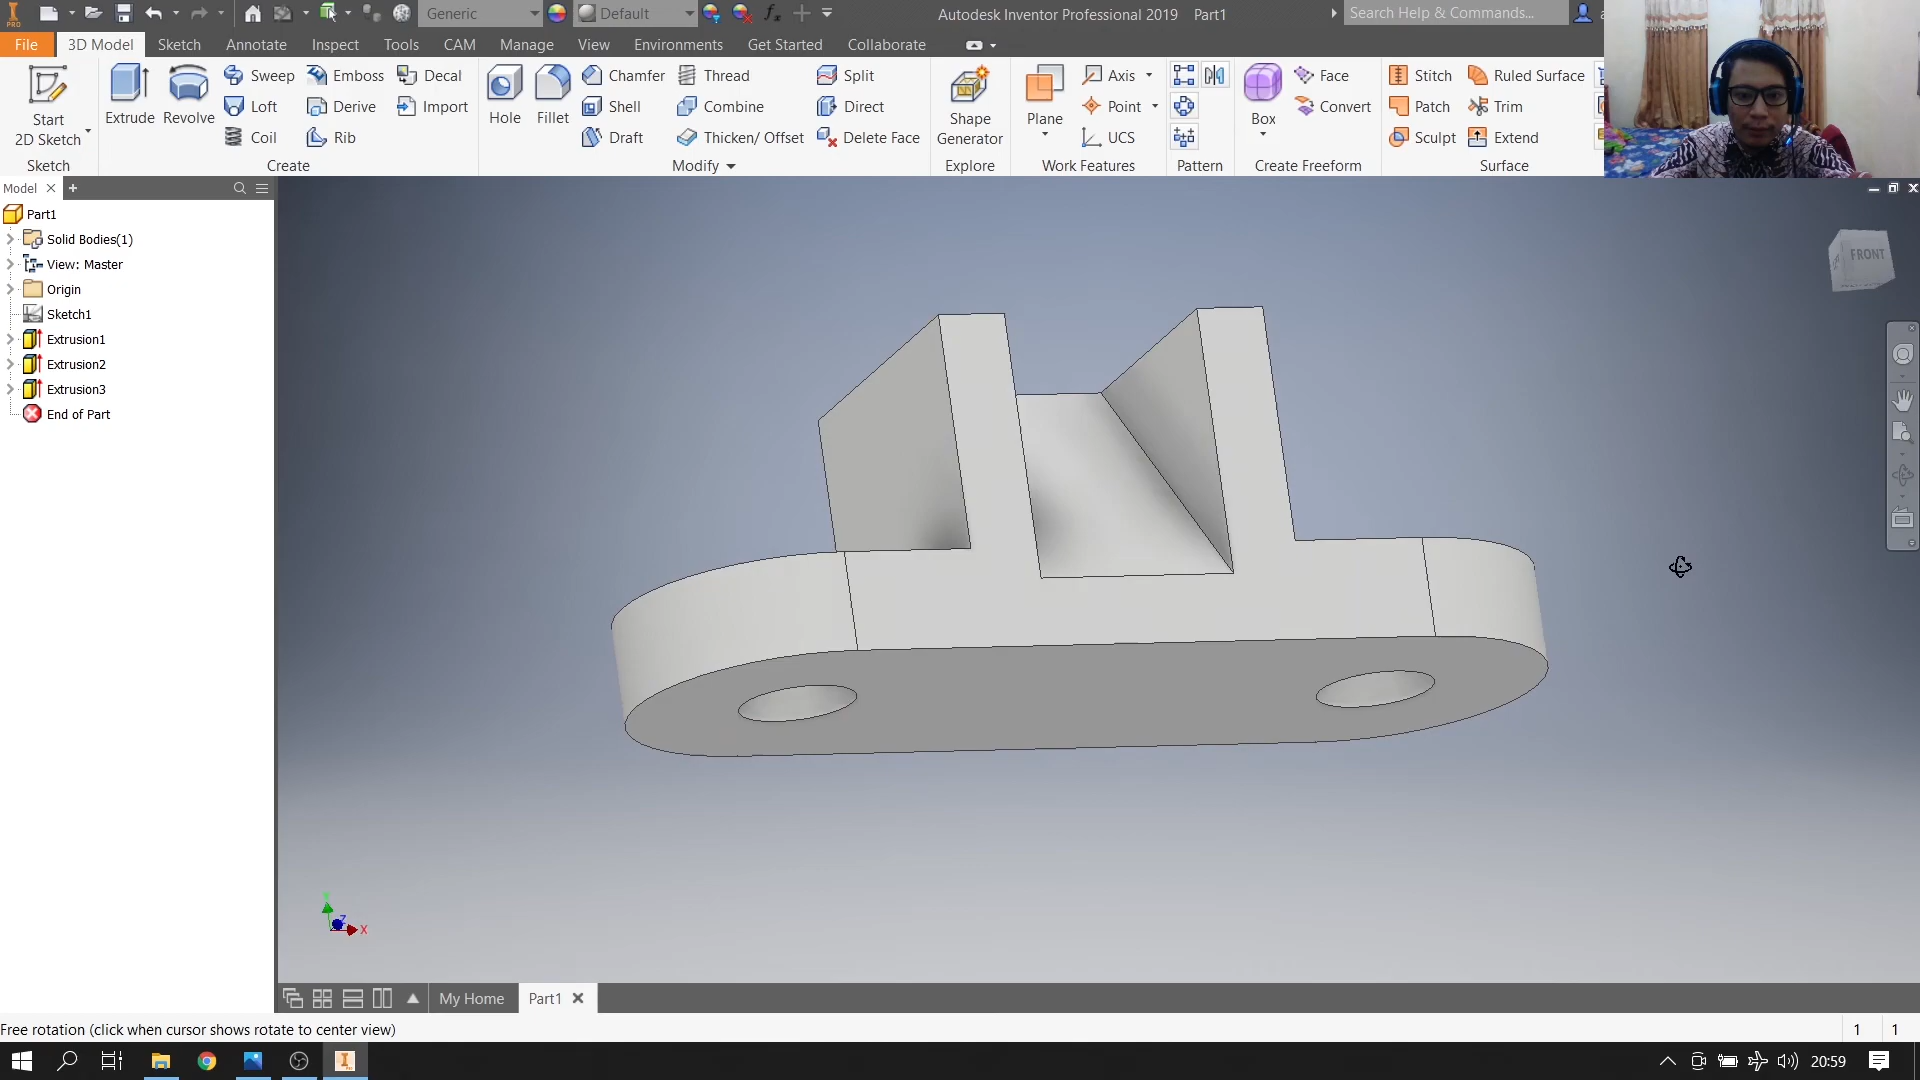 PRO
Generic
Default
fx
Autodesk Inventor Professional 2019 Part1
Search Help & Commands...
File
3D Model
Sketch
Annotate
Inspect
Tools
CAM
Manage
View
Environments
Get Started
Collaborate
Start
2D Sketch
Sketch
Extrude
Revolve
Sweep
Loft
Coil
Emboss
Derive
Rib
Decal
Import
Create
Hole
Fillet
Chamfer
Shell
Draft
Thread
Combine
Thicken/ Offset
Split
Direct
Delete Face
Modify
Shape
Generator
Explore
Plane
Axis
Point
UCS
Work Features
Pattern
Box
Face
Convert
Create Freeform
Stitch
Patch
Sculpt
Ruled Surface
Trim
Extend
Surface
Model
Part1
Solid Bodies(1)
View: Master
Origin
Sketch1
Extrusion1
Extrusion2
Extrusion3
End of Part
FRONT
Z
X
My Home
Part1
Free rotation (click when cursor shows rotate to center view)
1
1
20:59